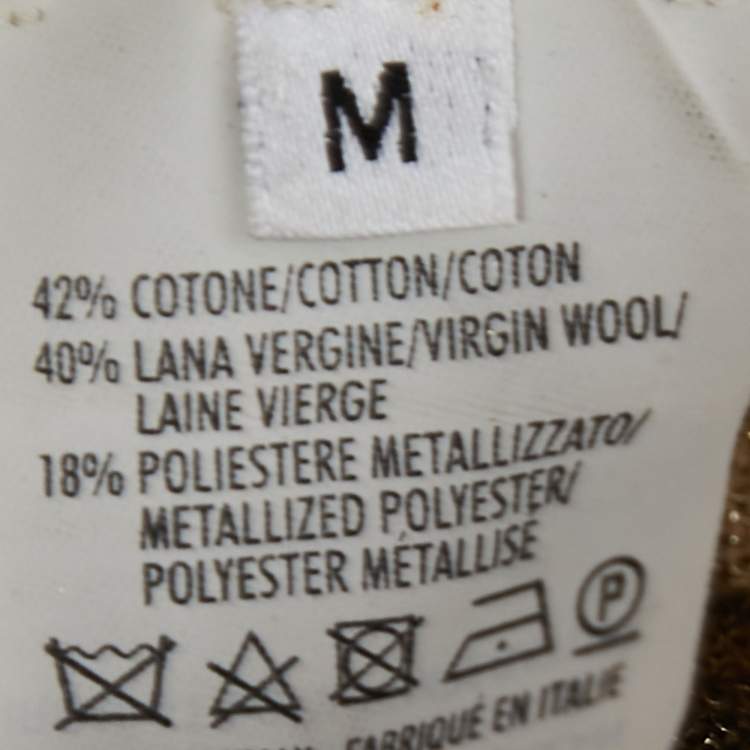 M
42% COTONE/COTTON/COTON
40% LANA VERGINE/VIRGIN WOOL/
LAINE VIERGE
18% POLIESTERE METALLIZZATO/
METALLIZED POLYESTER/
POLYESTER MÉTALLISÉ
P
FABRIQUÉ EN ITALIE